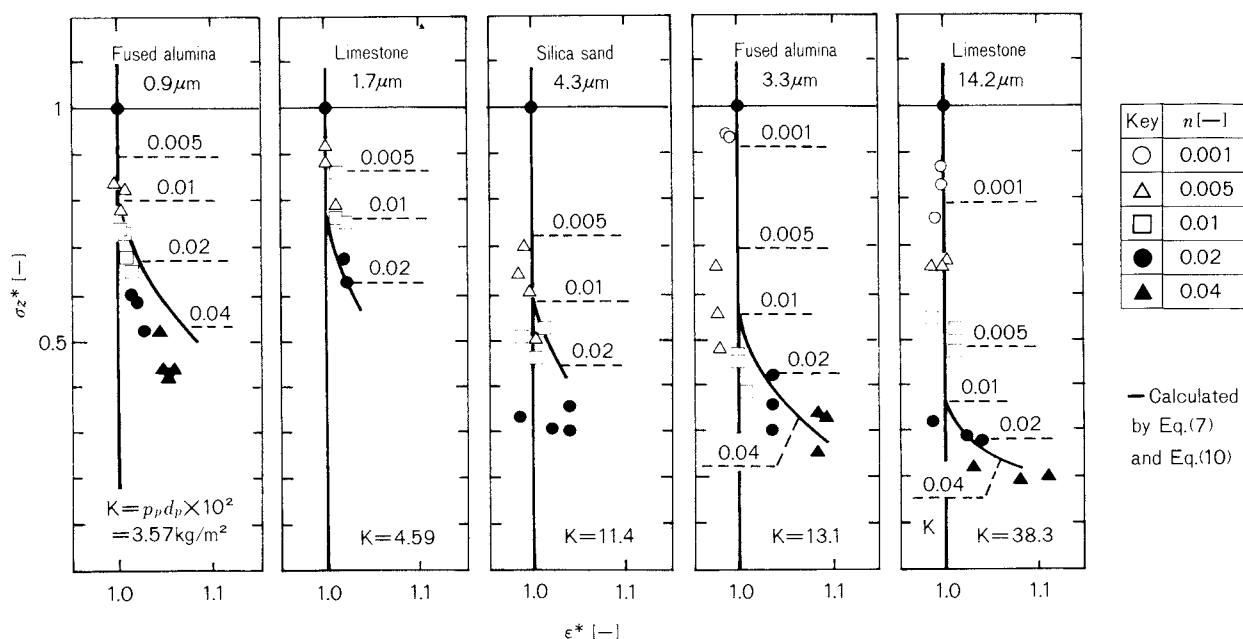 Fused alumina
0.9μm
1
0.005
0.01
0.02
0.04
0.5
σz* [—]
K=ppdp×10²
=3.57kg/m²
1.0
1.1
Limestone
1.7μm
0.005
0.01
0.02
K=4.59
1.0
1.1
Silica sand
4.3μm
0.005
0.01
0.02
K=11.4
1.0
1.1
Fused alumina
3.3μm
0.001
0.005
0.01
0.02
0.04
K=13.1
1.0
1.1
Limestone
14.2μm
0.001
0.005
0.01
0.02
0.04
K
K=38.3
1.0
1.1
ε* [—]
Key n[—]
○ 0.001
△ 0.005
□ 0.01
● 0.02
▲ 0.04
— Calculated
by Eq.(7)
and Eq.(10)